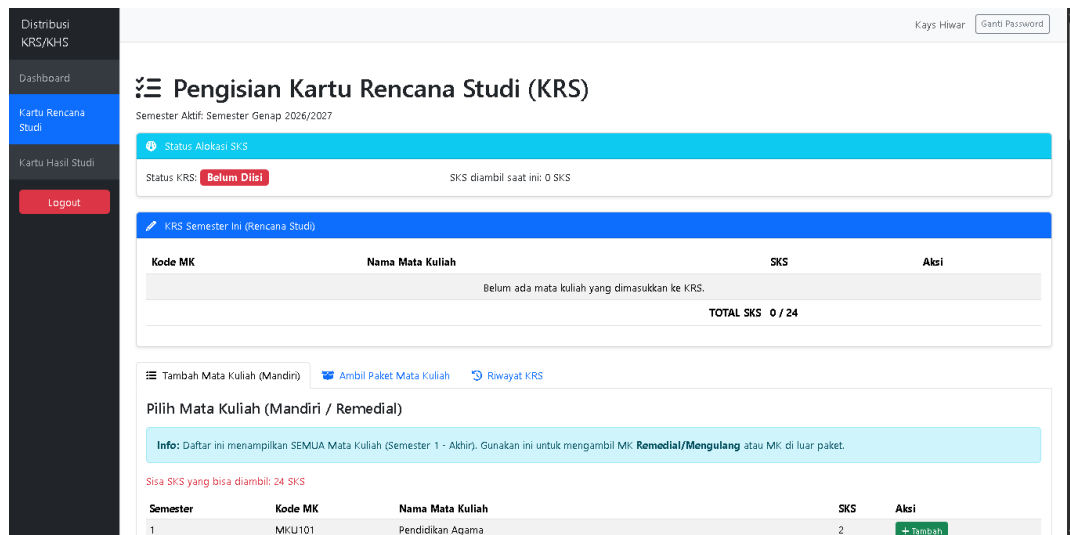 Distribusi
KRS/KHS
Kays Hiwar
Ganti Password
Dashboard
Kartu Rencana
Studi
Kartu Hasil Studi
Logout
Pengisian Kartu Rencana Studi (KRS)
Semester Aktif: Semester Genap 2026/2027
Status Alokasi SKS
Status KRS: Belum Diisi
SKS diambil saat ini: 0 SKS
KRS Semester Ini (Rencana Studi)
Kode MK Nama Mata Kuliah SKS Aksi
Belum ada mata kuliah yang dimasukkan ke KRS.
TOTAL SKS 0 / 24
Tambah Mata Kuliah (Mandiri) Ambil Paket Mata Kuliah Riwayat KRS
Pilih Mata Kuliah (Mandiri / Remedial)
Info: Daftar ini menampilkan SEMUA Mata Kuliah (Semester 1 - Akhir). Gunakan ini untuk mengambil MK Remedial/Mengulang atau MK di luar paket.
Sisa SKS yang bisa diambil: 24 SKS
Semester Kode MK Nama Mata Kuliah SKS Aksi
1 MKU101 Pendidikan Agama 2 + Tambah